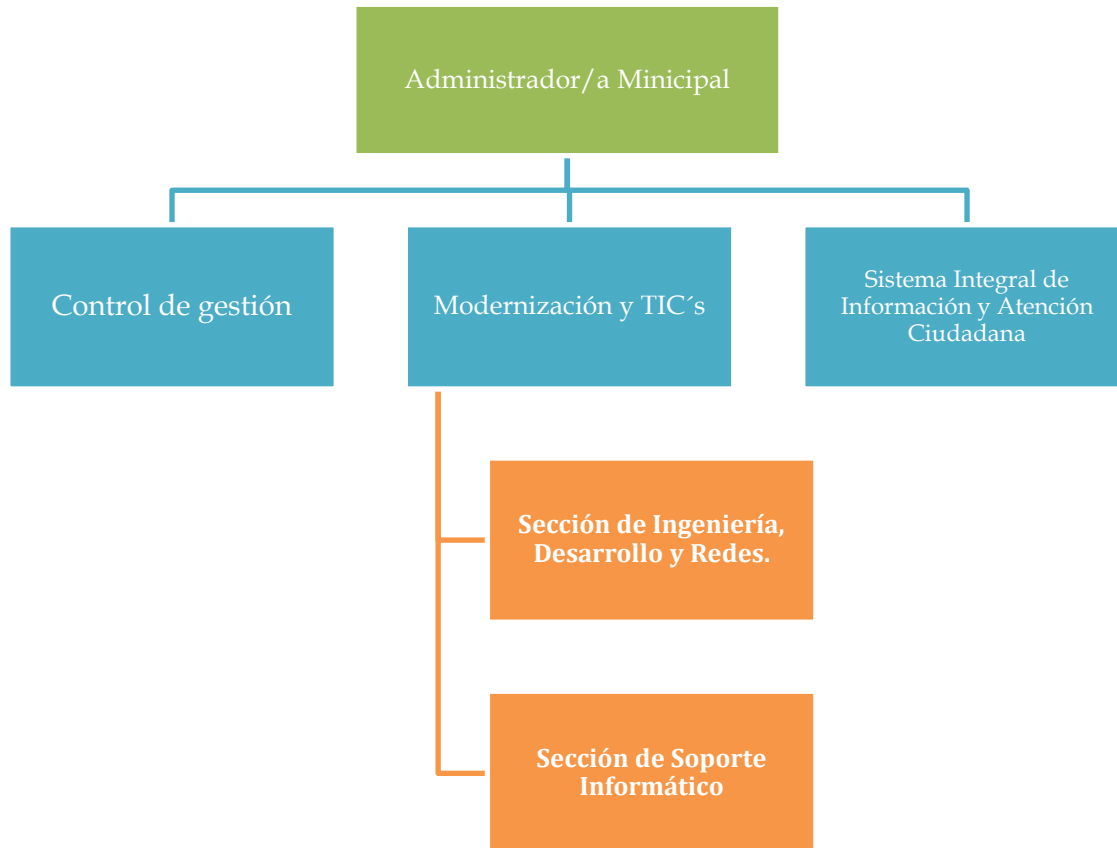 Administrador/a Minicipal
Control de gestión
Modernización y TIC´s
Sistema Integral de
Información y Atención
Ciudadana
Sección de Ingeniería,
Desarrollo y Redes.
Sección de Soporte
Informático